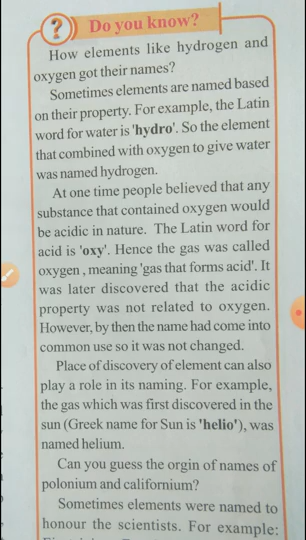 Do you know?
How elements like hydrogen and
oxygen got their names?
Sometimes elements are named based
on their property. For example, the Latin
word for water is 'hydro'. So the element
that combined with oxygen to give water
was named hydrogen.
At one time people believed that any
substance that contained oxygen would
be acidic in nature. The Latin word for
acid is 'oxy'. Hence the gas was called
oxygen , meaning 'gas that forms acid'. It
was later discovered that the acidic
property was not related to oxygen.
However, by then the name had come into
common use so it was not changed.
Place of discovery of element can also
play a role in its naming. For example,
the gas which was first discovered in the
sun (Greek name for Sun is 'helio'), was
named helium.
Can you guess the orgin of names of
polonium and californium?
Sometimes elements were named to
honour the scientists. For example: